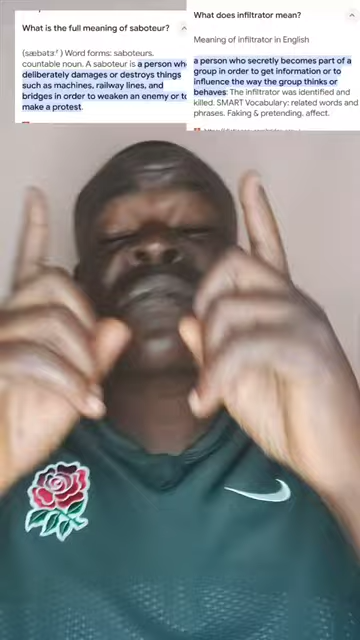 What is the full meaning of saboteur?
(sæbətɜːʳ) Word forms: saboteurs.
countable noun. A saboteur is a person wh
deliberately damages or destroys things
such as machines, railway lines, and
bridges in order to weaken an enemy or to
make a protest.
What does infiltrator mean?
Meaning of infiltrator in English
a person who secretly becomes part of a
group in order to get information or to
influence the way the group thinks or
behaves: The infiltrator was identified and
killed. SMART Vocabulary: related words and
phrases. Faking & pretending. affect.